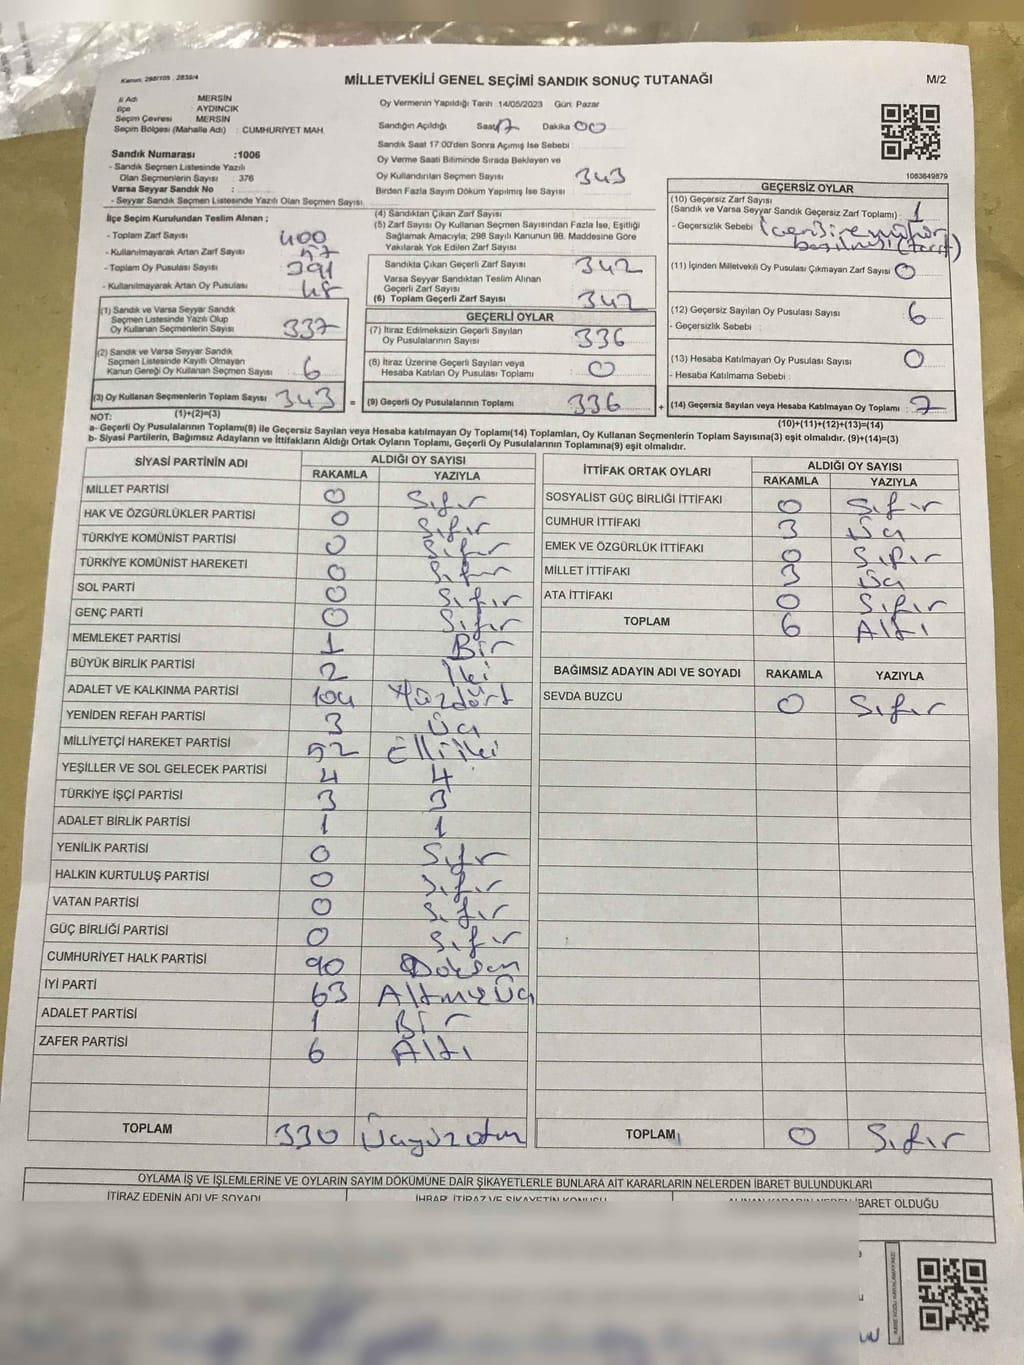 Kanun: 298/105 , 2839/4
MİLLETVEKİLİ GENEL SEÇİMİ SANDIK SONUÇ TUTANAĞI
M/2
İl Adı : MERSİN
İlçe : AYDINCIK
Seçim Çevresi : MERSİN
Seçim Bölgesi (Mahalle Adı) : CUMHURİYET MAH.
Sandık Numarası :1006
- Sandık Seçmen Listesinde Yazılı
Olan Seçmenlerin Sayısı : 376
Varsa Seyyar Sandık No :
- Seyyar Sandık Seçmen Listesinde Yazılı Olan Seçmen Sayısı
Oy Vermenin Yapıldığı Tarih :14/05/2023 Gün: Pazar
Sandığın Açıldığı Saat 17 Dakika 00
Sandık Saat 17:00'den Sonra Açımış İse Sebebi :
Oy Verme Saati Bitiminde Sırada Bekleyen ve
Oy Kullandırılan Seçmen Sayısı : 343
Birden Fazla Sayım Döküm Yapılmış İse Sayısı :
1063649879
İlçe Seçim Kurulundan Teslim Alınan ;
- Toplam Zarf Sayısı : 400
- Kullanılmayarak Artan Zarf Sayısı : 57
- Toplam Oy Pusulası Sayısı : 391
- Kullanılmayarak Artan Oy Pusulası : 48
(1) Sandık ve Varsa Seyyar Sandık
Seçmen Listesinde Yazılı Olup
Oy Kullanan Seçmenlerin Sayısı : 337
(2) Sandık ve Varsa Seyyar Sandık
Seçmen Listesinde Kayıtlı Olmayan
Kanun Gereği Oy Kullanan Seçmen Sayısı : 6
(3) Oy Kullanan Seçmenlerin Toplam Sayısı : 343 =
(1)+(2)=(3)
(4) Sandıktan Çıkan Zarf Sayısı :
(5) Zarf Sayısı Oy Kullanan Seçmen Sayısından Fazla İse, Eşitliği
Sağlamak Amacıyla, 298 Sayılı Kanunun 98. Maddesine Göre
Yakılarak Yok Edilen Zarf Sayısı :
Sandıkta Çıkan Geçerli Zarf Sayısı : 342
Varsa Seyyar Sandıktan Teslim Alınan
Geçerli Zarf Sayısı :
(6) Toplam Geçerli Zarf Sayısı : 342
GEÇERLİ OYLAR
(7) İtiraz Edilmeksizin Geçerli Sayılan
Oy Pusulalarının Sayısı : 336
(8) İtiraz Üzerine Geçerli Sayılan veya
Hesaba Katılan Oy Pusulası Toplamı : 0
(9) Geçerli Oy Pusulalarının Toplamı : 336 +
GEÇERSİZ OYLAR
(10) Geçersiz Zarf Sayısı
(Sandık ve Varsa Seyyar Sandık Geçersiz Zarf Toplamı) : 1
- Geçersizlik Sebebi :
(11) İçinden Milletvekili Oy Pusulası Çıkmayan Zarf Sayısı : 0
(12) Geçersiz Sayılan Oy Pusulası Sayısı : 6
- Geçersizlik Sebebi :
(13) Hesaba Katılmayan Oy Pusulası Sayısı : 0
- Hesaba Katılmama Sebebi :
(14) Geçersiz Sayılan veya Hesaba Katılmayan Oy Toplamı : 7
(10)+(11)+(12)+(13)=(14)
NOT:
a- Geçerli Oy Pusulalarının Toplamı(9) ile Geçersiz Sayılan veya Hesaba Katılmayan Oy Toplamı(14) Toplamları, Oy Kullanan Seçmenlerin Toplam Sayısına(3) eşit olmalıdır. (9)+(14)=(3)
b- Siyasi Partilerin, Bağımsız Adayların ve İttifakların Aldığı Ortak Oyların Toplamı, Geçerli Oy Pusulalarının Toplamına(9) eşit olmalıdır.
SİYASİ PARTİNİN ADI ALDIĞI OY SAYISI
RAKAMLA YAZIYLA
MİLLET PARTİSİ 0 Sıfır
HAK VE ÖZGÜRLÜKLER PARTİSİ 0 Sıfır
TÜRKİYE KOMÜNİST PARTİSİ 0 Sıfır
TÜRKİYE KOMÜNİST HAREKETİ 0 Sıfır
SOL PARTİ 0 Sıfır
GENÇ PARTİ 0 Sıfır
MEMLEKET PARTİSİ 1 Bir
BÜYÜK BİRLİK PARTİSİ 2 İki
ADALET VE KALKINMA PARTİSİ 104 Yüzdört
YENİDEN REFAH PARTİSİ 3 Üç
MİLLİYETÇİ HAREKET PARTİSİ 52 Elliiki
YEŞİLLER VE SOL GELECEK PARTİSİ 4 4
TÜRKİYE İŞÇİ PARTİSİ 3 3
ADALET BİRLİK PARTİSİ 1 1
YENİLİK PARTİSİ 0 Sıfır
HALKIN KURTULUŞ PARTİSİ 0 Sıfır
VATAN PARTİSİ 0 Sıfır
GÜÇ BİRLİĞİ PARTİSİ 0 Sıfır
CUMHURİYET HALK PARTİSİ 90 Doksan
İYİ PARTİ 63 Altmışüç
ADALET PARTİSİ 1 Bir
ZAFER PARTİSİ 6 Altı
TOPLAM 330 Üçyüzotuz
İTTİFAK ORTAK OYLARI ALDIĞI OY SAYISI
RAKAMLA YAZIYLA
SOSYALİST GÜÇ BİRLİĞİ İTTİFAKI 0 Sıfır
CUMHUR İTTİFAKI 3 Üç
EMEK VE ÖZGÜRLÜK İTTİFAKI 0 Sıfır
MİLLET İTTİFAKI 3 Üç
ATA İTTİFAKI 0 Sıfır
TOPLAM 6 Altı
BAĞIMSIZ ADAYIN ADI VE SOYADI RAKAMLA YAZIYLA
SEVDA BUZCU 0 Sıfır
TOPLAM 0 Sıfır
OYLAMA İŞ VE İŞLEMLERİNE VE OYLARIN SAYIM DÖKÜMÜNE DAİR ŞİKAYETLERLE BUNLARA AİT KARARLARIN NELERDEN İBARET BULUNDUKLARI
İTİRAZ EDENİN ADI VE SOYADI İHBAR, İTİRAZ VE ŞİKAYETİN KONUSU ALINAN KARARIN NEDEN İBARET OLDUĞU